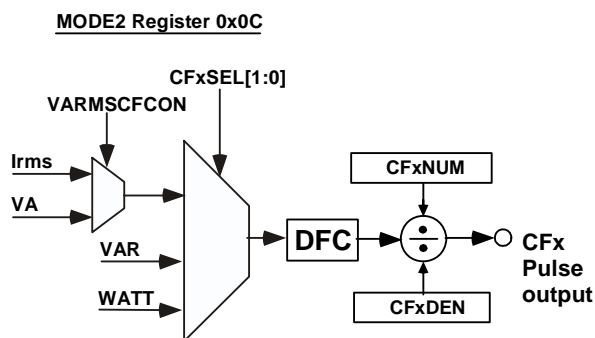 MODE2 Register 0x0C
CFxSEL[1:0]
VARMSCFCON
Irms
VA
VAR
WATT
DFC
CFxNUM
÷
CFxDEN
CFx
Pulse
output